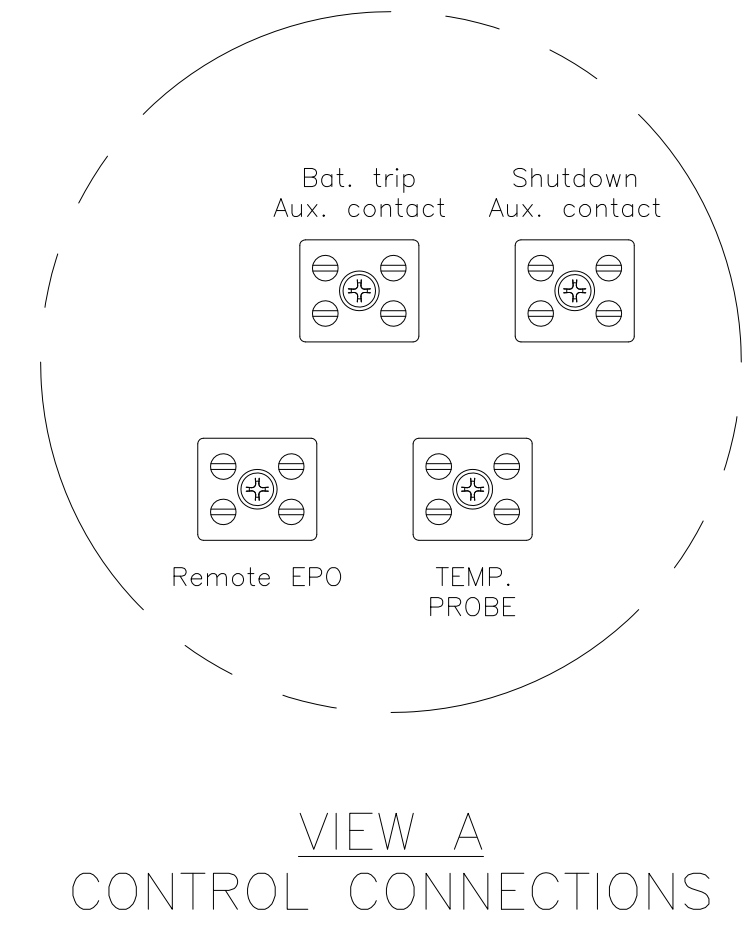 Bat. trip
Aux. contact
Shutdown
Aux. contact
Remote EPO
TEMP.
PROBE
VIEW A
CONTROL CONNECTIONS